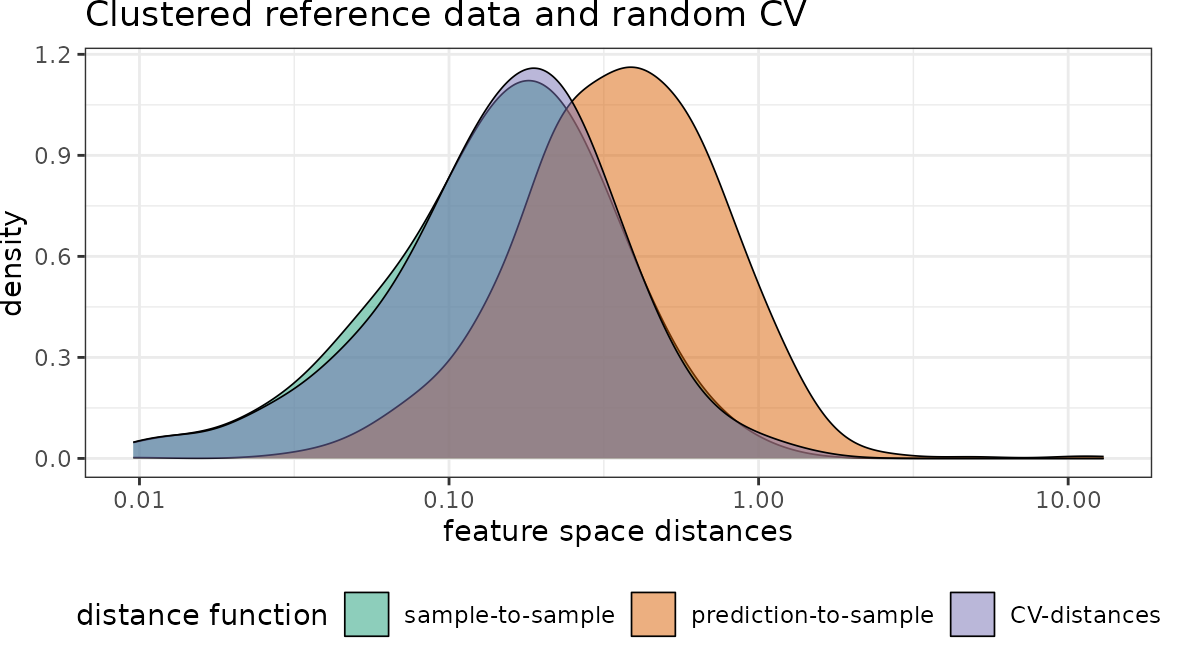 Clustered reference data and random CV
1.2
0.9
0.6
0.3
0.0
density
0.01 0.10 1.00 10.00
feature space distances
distance function sample-to-sample prediction-to-sample CV-distances